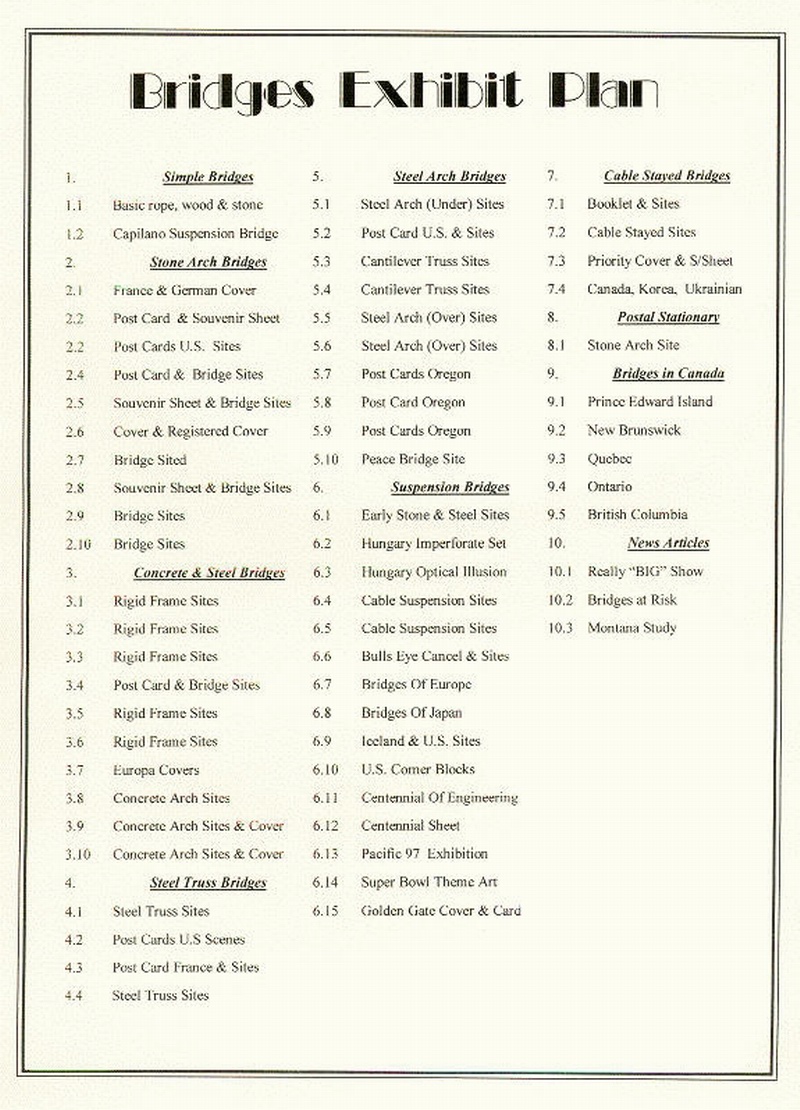 Bridges Exhibit Plan
1. Simple Bridges
1.1 Basic rope, wood & stone
1.2 Capilano Suspension Bridge
2. Stone Arch Bridges
2.1 France & German Cover
2.2 Post Card & Souvenir Sheet
2.2 Post Cards U.S. Sites
2.4 Post Card & Bridge Sites
2.5 Souvenir Sheet & Bridge Sites
2.6 Cover & Registered Cover
2.7 Bridge Sited
2.8 Souvenir Sheet & Bridge Sites
2.9 Bridge Sites
2.10 Bridge Sites
3. Concrete & Steel Bridges
3.1 Rigid Frame Sites
3.2 Rigid Frame Sites
3.3 Rigid Frame Sites
3.4 Post Card & Bridge Sites
3.5 Rigid Frame Sites
3.6 Rigid Frame Sites
3.7 Europa Covers
3.8 Concrete Arch Sites
3.9 Concrete Arch Sites & Cover
3.10 Concrete Arch Sites & Cover
4. Steel Truss Bridges
4.1 Steel Truss Sites
4.2 Post Cards U.S Scenes
4.3 Post Card France & Sites
4.4 Steel Truss Sites
5. Steel Arch Bridges
5.1 Steel Arch (Under) Sites
5.2 Post Card U.S. & Sites
5.3 Cantilever Truss Sites
5.4 Cantilever Truss Sites
5.5 Steel Arch (Over) Sites
5.6 Steel Arch (Over) Sites
5.7 Post Cards Oregon
5.8 Post Card Oregon
5.9 Post Cards Oregon
5.10 Peace Bridge Site
6. Suspension Bridges
6.1 Early Stone & Steel Sites
6.2 Hungary Imperforate Set
6.3 Hungary Optical Illusion
6.4 Cable Suspension Sites
6.5 Cable Suspension Sites
6.6 Bulls Eye Cancel & Sites
6.7 Bridges Of Europe
6.8 Bridges Of Japan
6.9 Iceland & U.S. Sites
6.10 U.S. Corner Blocks
6.11 Centennial Of Engineering
6.12 Centennial Sheet
6.13 Pacific 97 Exhibition
6.14 Super Bowl Theme Art
6.15 Golden Gate Cover & Card
7. Cable Stayed Bridges
7.1 Booklet & Sites
7.2 Cable Stayed Sites
7.3 Priority Cover & S/Sheet
7.4 Canada, Korea, Ukrainian
8. Postal Stationary
8.1 Stone Arch Site
9. Bridges in Canada
9.1 Prince Edward Island
9.2 New Brunswick
9.3 Quebec
9.4 Ontario
9.5 British Columbia
10. News Articles
10.1 Really “BIG” Show
10.2 Bridges at Risk
10.3 Montana Study